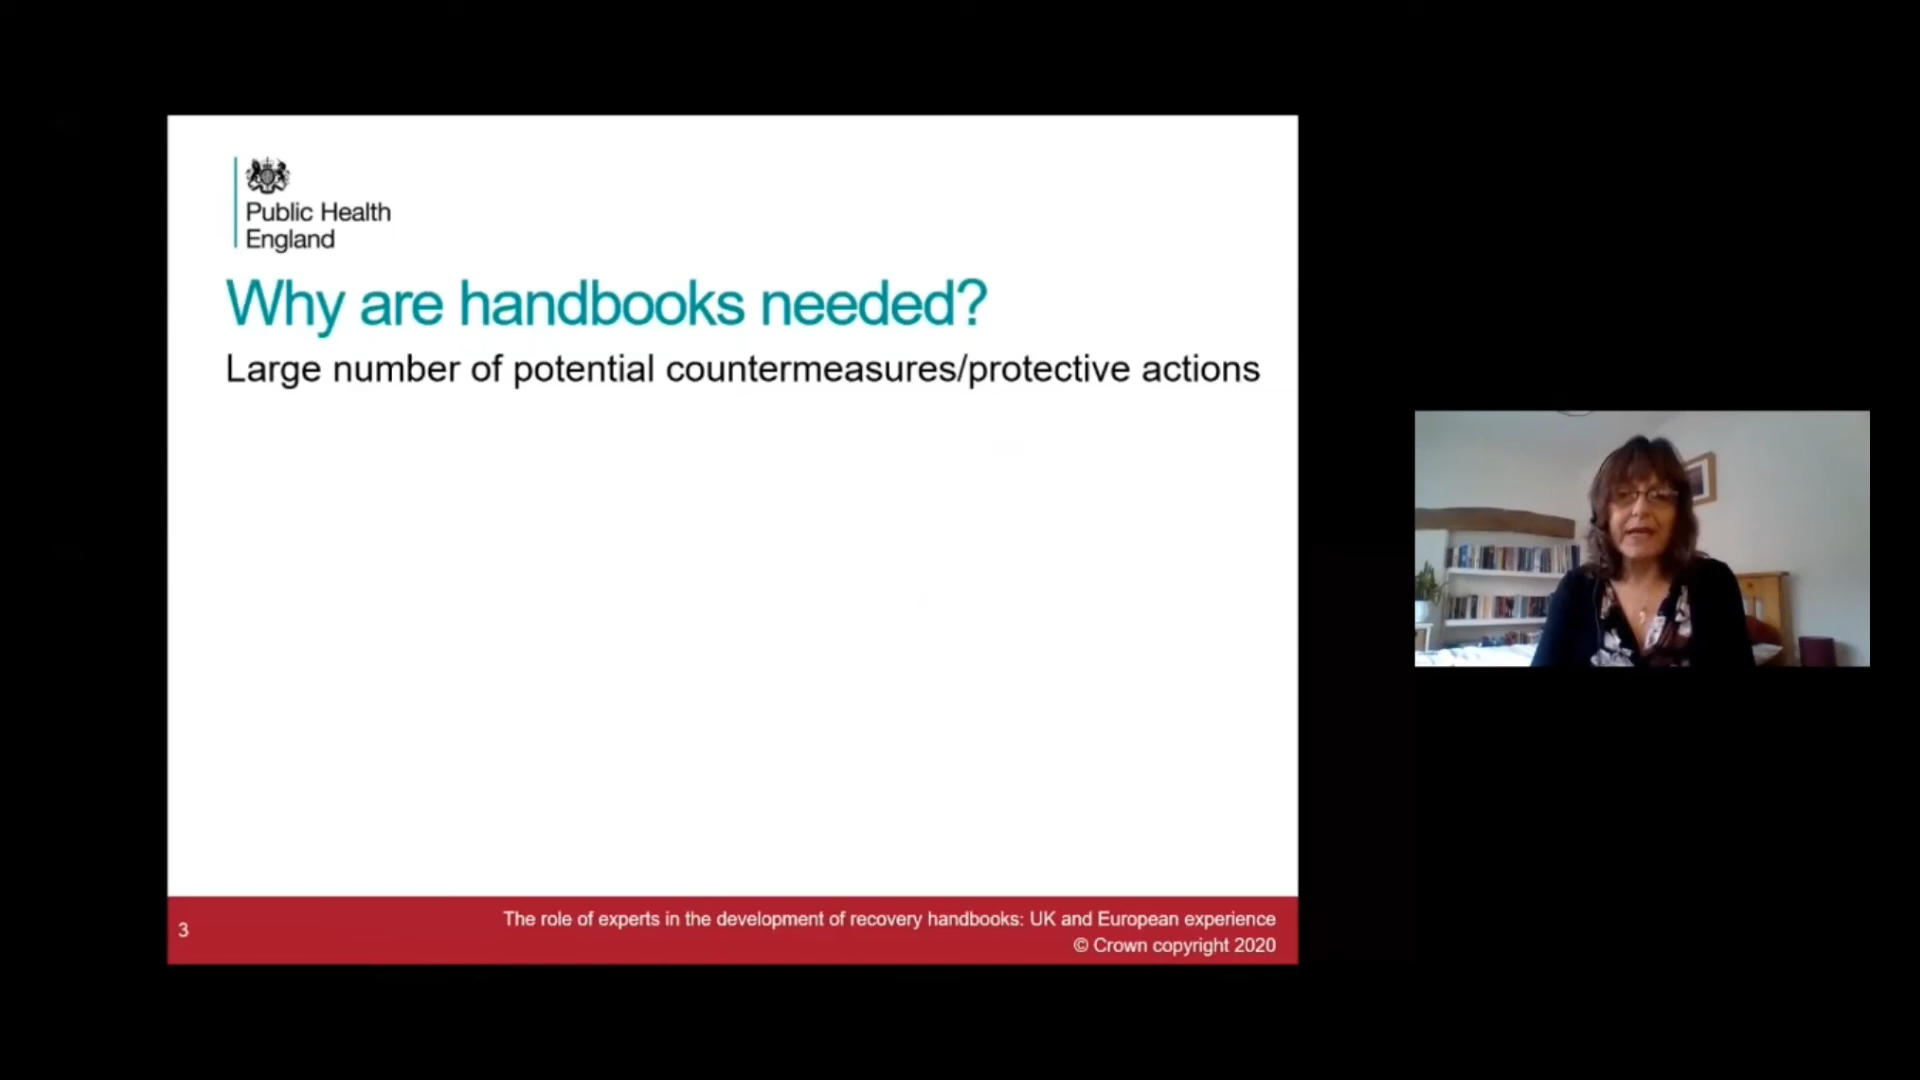 Public Health
England
Why are handbooks needed?
Large number of potential countermeasures/protective actions
3
The role of experts in the development of recovery handbooks: UK and European experience
© Crown copyright 2020